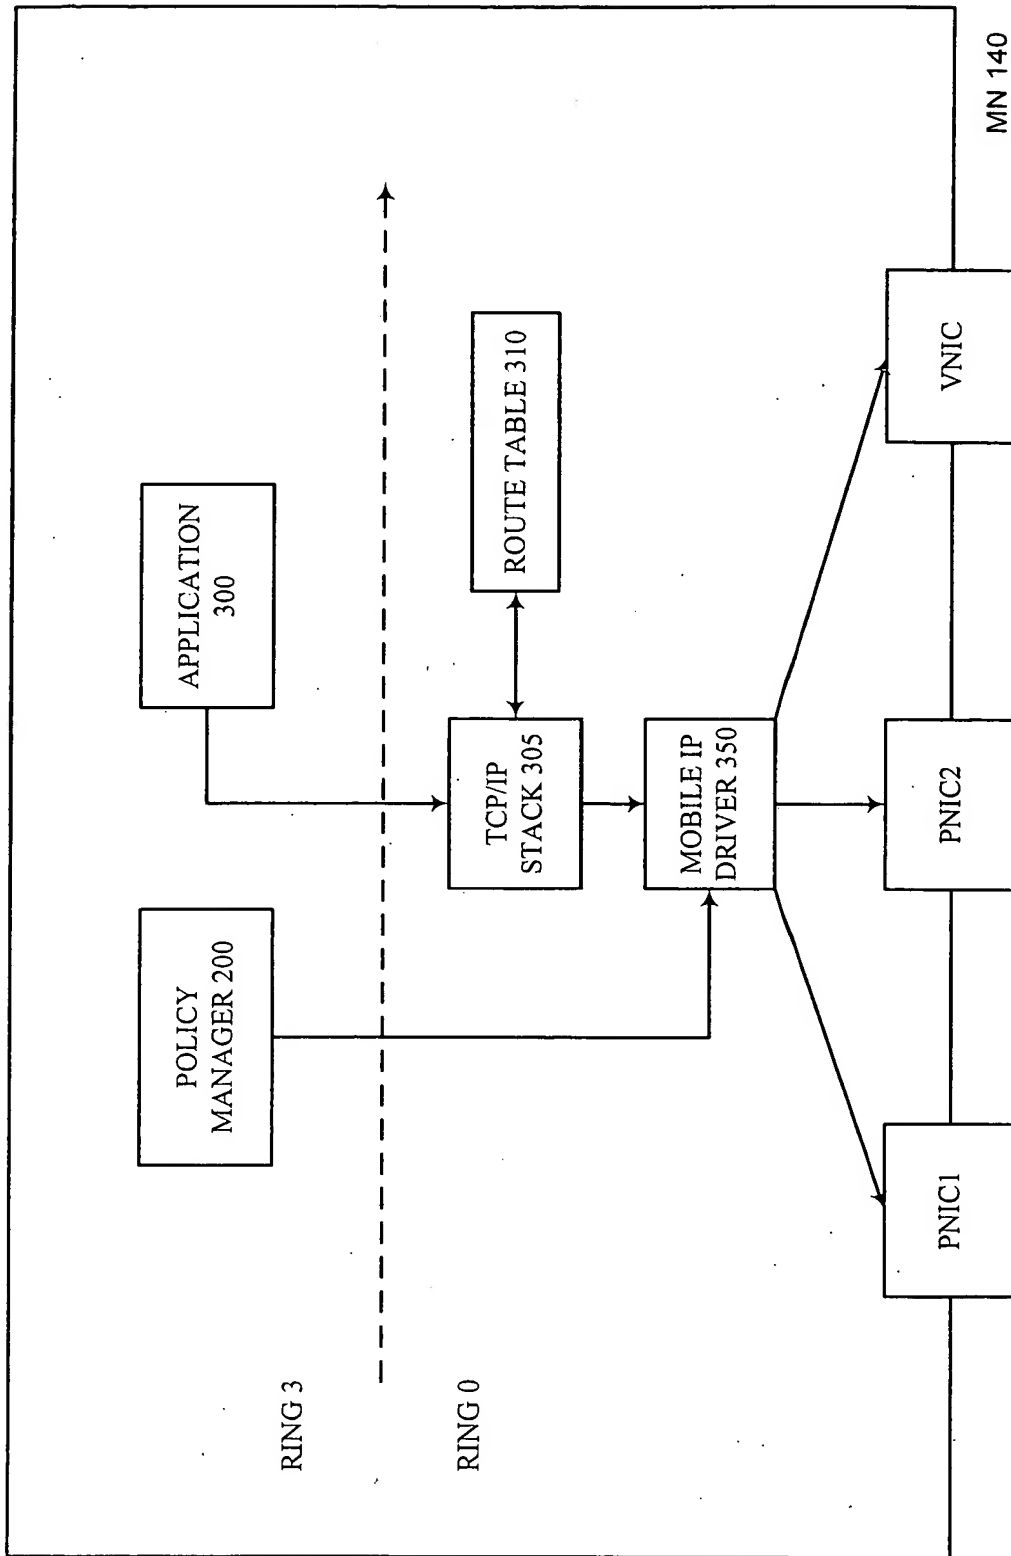 RING 3
POLICY
MANAGER 200
APPLICATION
300
RING 0
TCP/IP
STACK 305
ROUTE TABLE 310
MOBILE IP
DRIVER 350
PNIC1
PNIC2
VNIC
MN 140